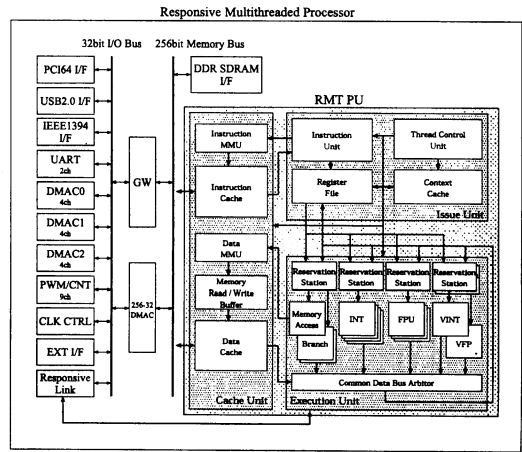 Responsive Multithreaded Processor
32bit I/O Bus
256bit Memory Bus
PCI64 I/F
USB2.0 I/F
IEEE1394
I/F
UART
2ch
DMAC0
4ch
DMAC1
4ch
DMAC2
4ch
PWM/CNT
9ch
CLK CTRL
EXT I/F
Responsive
Link
GW
256-32
DMAC
DDR SDRAM
I/F
RMT PU
Instruction
MMU
Instruction
Cache
Data
MMU
Memory
Read / Write
Buffer
Data
Cache
Cache Unit
Instruction
Unit
Thread Control
Unit
Register
File
Context
Cache
Issue Unit
Reservation
Station
Reservation
Station
Reservation
Station
Reservation
Station
Memory
Access
Branch
INT
FPU
VINT
VFP
Common Data Bus Arbitor
Execution Unit